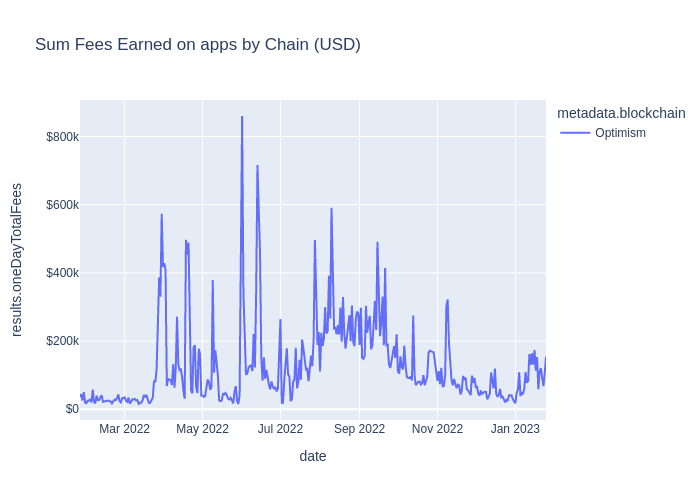 Sum Fees Earned on apps by Chain (USD)
metadata.blockchain
Optimism
$800k
$600k
$400k
$200k
$0
results.oneDayTotalFees
Mar 2022 May 2022 Jul 2022 Sep 2022 Nov 2022 Jan 2023
date